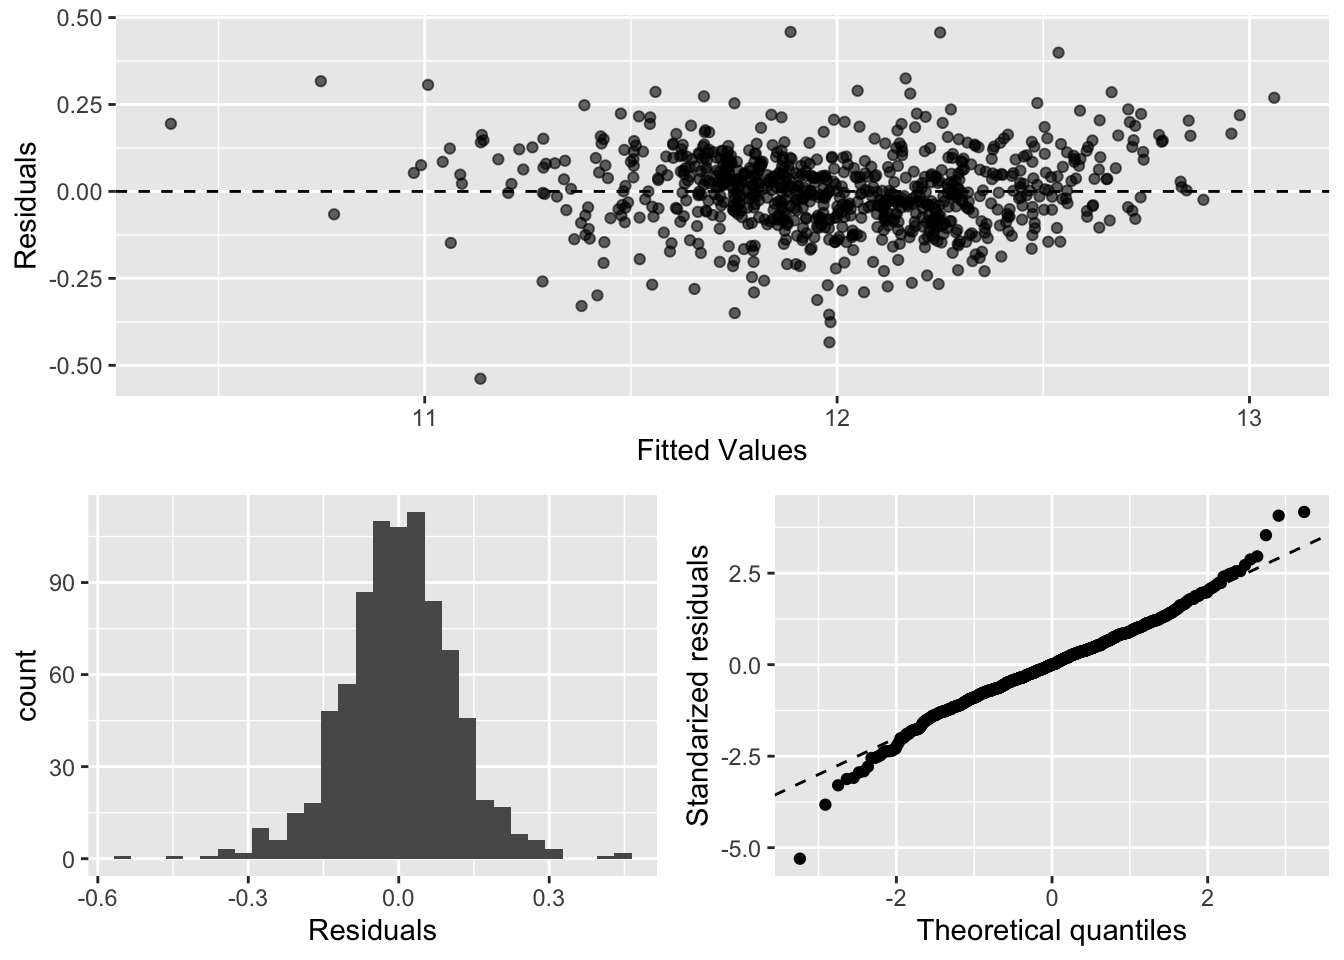 0.50
0.25
0.00
-0.25
-0.50
Residuals
11 12 13
Fitted Values
90
60
30
0
count
-0.6 -0.3 0.0 0.3
Residuals
2.5
0.0
-2.5
-5.0
Standarized residuals
-2 0 2
Theoretical quantiles